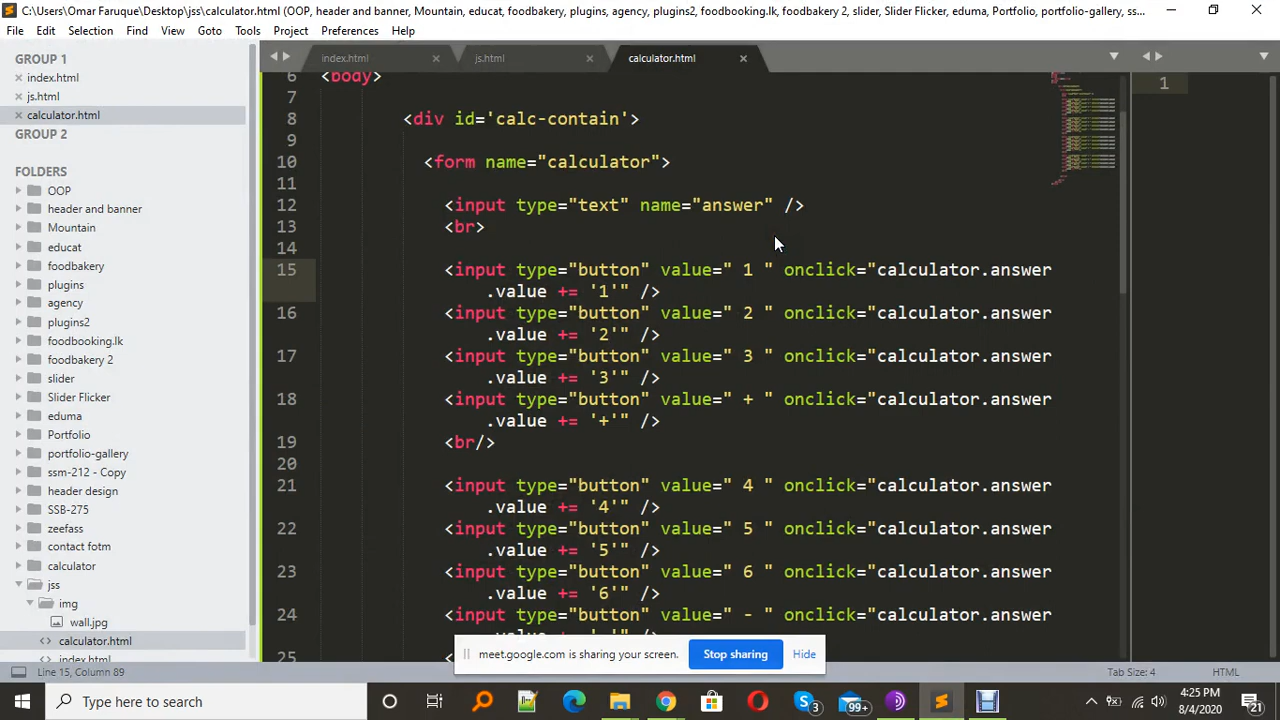 C:\Users\Omar Faruque\Desktop\jss\calculator.html (OOP, header and banner, Mountain, educat, foodbakery, plugins, agency, plugins2, foodbooking.lk, foodbakery 2, slider, Slider Flicker, eduma, Portfolio, portfolio-gallery, ss...
File Edit Selection Find View Goto Tools Project Preferences Help
GROUP 1
index.html
js.html
calculator.html
GROUP 2
FOLDERS
OOP
header and banner
Mountain
educat
foodbakery
plugins
agency
plugins2
foodbooking.lk
foodbakery 2
slider
Slider Flicker
eduma
Portfolio
portfolio-gallery
ssm-212 - Copy
header design
SSB-275
zeefass
contact fotm
calculator
jss
img
wall.jpg
calculator.html
index.html
index.html js.html calculator.html
6 <body>
7
8 <div id='calc-contain'>
9
10 <form name="calculator">
11
12 <input type="text" name="answer" />
13 <br>
14
15 <input type="button" value=" 1 " onclick="calculator.answer
.value += '1'" />
16 <input type="button" value=" 2 " onclick="calculator.answer
.value += '2'" />
17 <input type="button" value=" 3 " onclick="calculator.answer
.value += '3'" />
18 <input type="button" value=" + " onclick="calculator.answer
.value += '+'" />
19 <br/>
20
21 <input type="button" value=" 4 " onclick="calculator.answer
.value += '4'" />
22 <input type="button" value=" 5 " onclick="calculator.answer
.value += '5'" />
23 <input type="button" value=" 6 " onclick="calculator.answer
.value += '6'" />
24 <input type="button" value=" - " onclick="calculator.answer
25
1
meet.google.com is sharing your screen. Stop sharing Hide
Line 15, Column 89 Tab Size: 4 HTML
Type here to search
3
99+
4:25 PM
8/4/2020
21